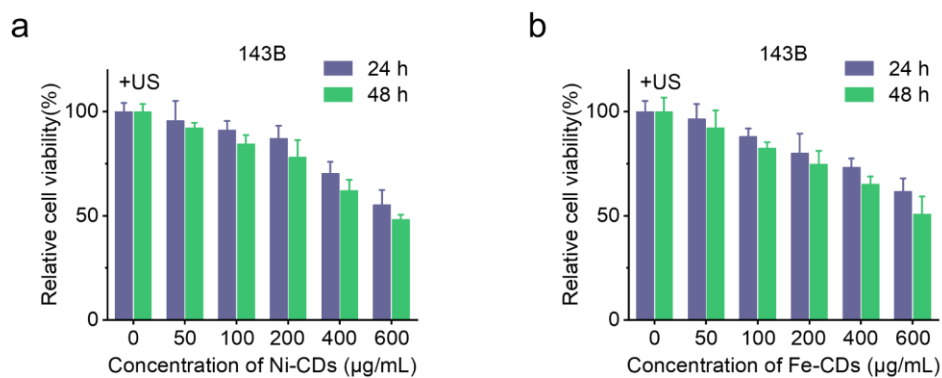 a
143B
+US
24 h
48 h
Relative cell viability(%)
100
50
0
0 50 100 200 400 600
Concentration of Ni-CDs (μg/mL)
b
143B
+US
24 h
48 h
Relative cell viability(%)
100
50
0
0 50 100 200 400 600
Concentration of Fe-CDs (μg/mL)